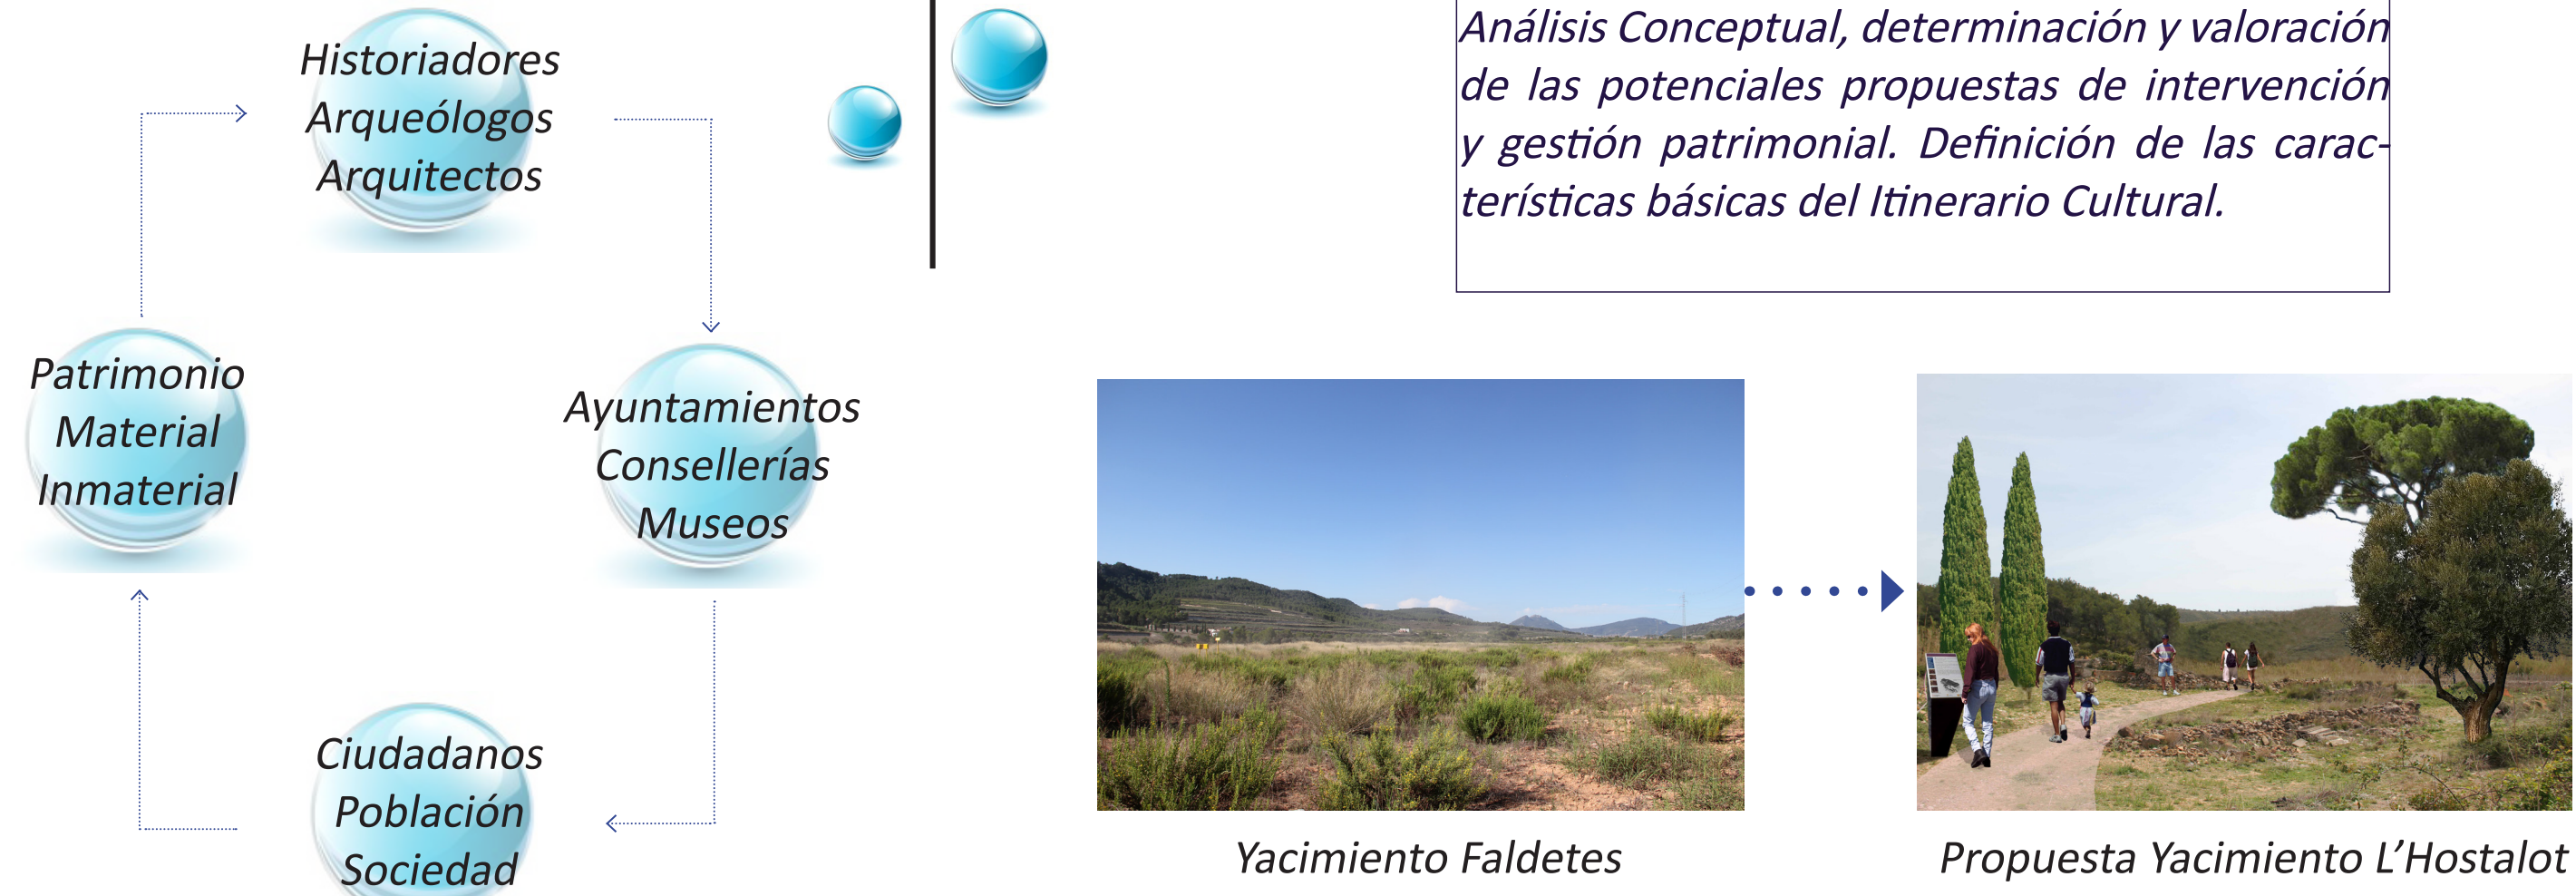 Historiadores
Arqueólogos
Arquitectos
Patrimonio
Material
Inmaterial
Ayuntamientos
Consellerías
Museos
Ciudadanos
Población
Sociedad
Análisis Conceptual, determinación y valoración
de las potenciales propuestas de intervención
y gestión patrimonial. Definición de las carac-
terísticas básicas del Itinerario Cultural.
Yacimiento Faldetes
Propuesta Yacimiento L’Hostalot